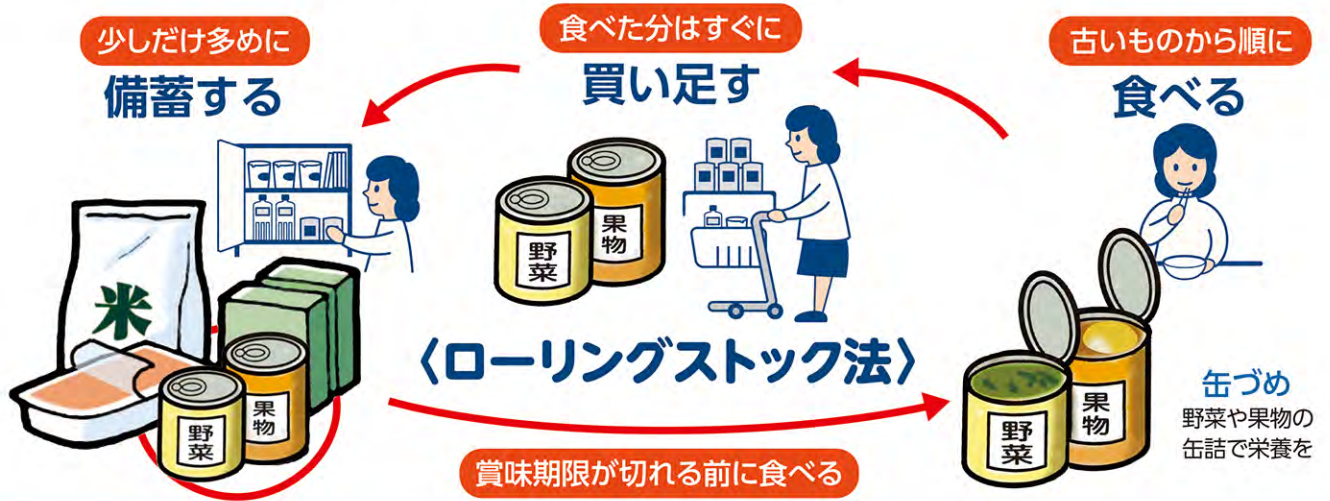 少しだけ多めに
備蓄する
食べた分はすぐに
買い足す
古いものから順に
食べる
米
野菜
果物
野菜
果物
〈ローリングストック法〉
野菜
果物
缶づめ
野菜や果物の
缶詰で栄養を
賞味期限が切れる前に食べる